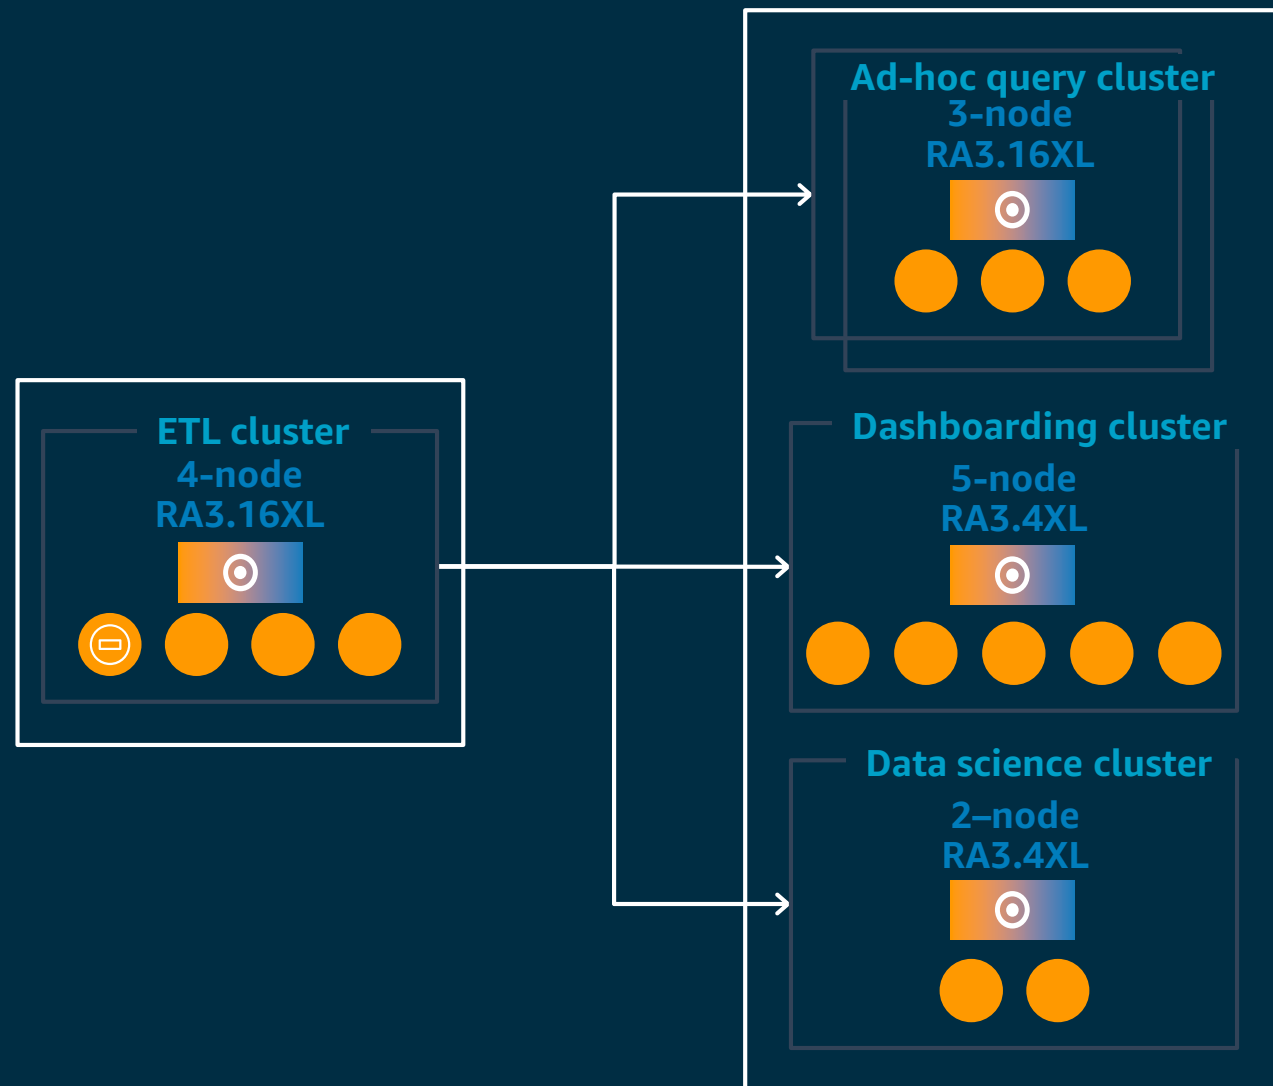 Ad-hoc query cluster
3-node
RA3.16XL
ETL cluster
4-node
RA3.16XL
Dashboarding cluster
5-node
RA3.4XL
Data science cluster
2–node
RA3.4XL